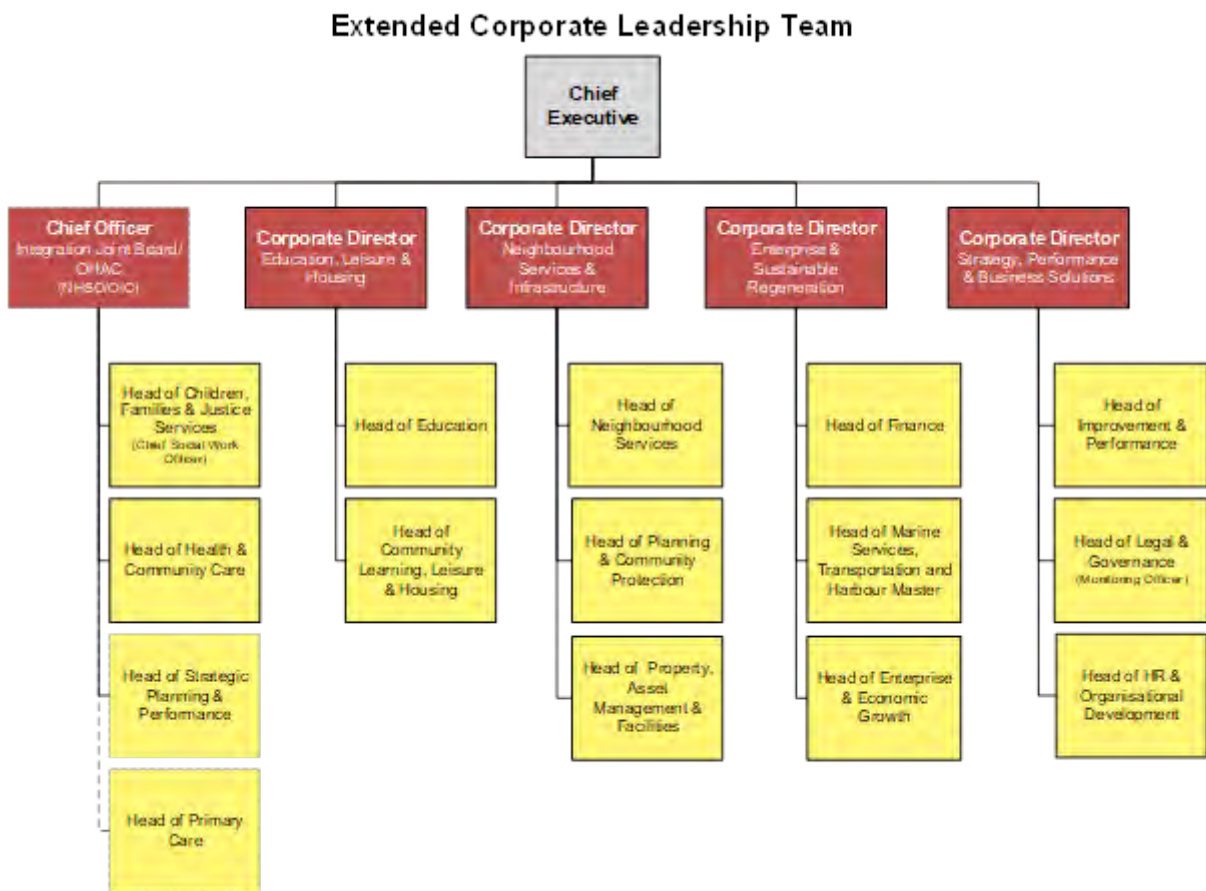 Extended Corporate Leadership Team
Chief
Executive
Chief Officer
Integration Joint Board/
OHAC
(NHSO/OIC)
Corporate Director
Education, Leisure &
Housing
Corporate Director
Neighbourhood
Services &
Infrastructure
Corporate Director
Enterprise &
Sustainable
Regeneration
Corporate Director
Strategy, Performance
& Business Solutions
Head of Children,
Families & Justice
Services
(Chief Social Work
Officer)
Head of Health &
Community Care
Head of Strategic
Planning &
Performance
Head of Primary
Care
Head of Education
Head of
Community
Learning, Leisure
& Housing
Head of
Neighbourhood
Services
Head of Planning
& Community
Protection
Head of Property,
Asset
Management &
Facilities
Head of Finance
Head of Marine
Services,
Transportation and
Harbour Master
Head of Enterprise
& Economic
Growth
Head of
Improvement &
Performance
Head of Legal &
Governance
(Monitoring Officer)
Head of HR &
Organisational
Development